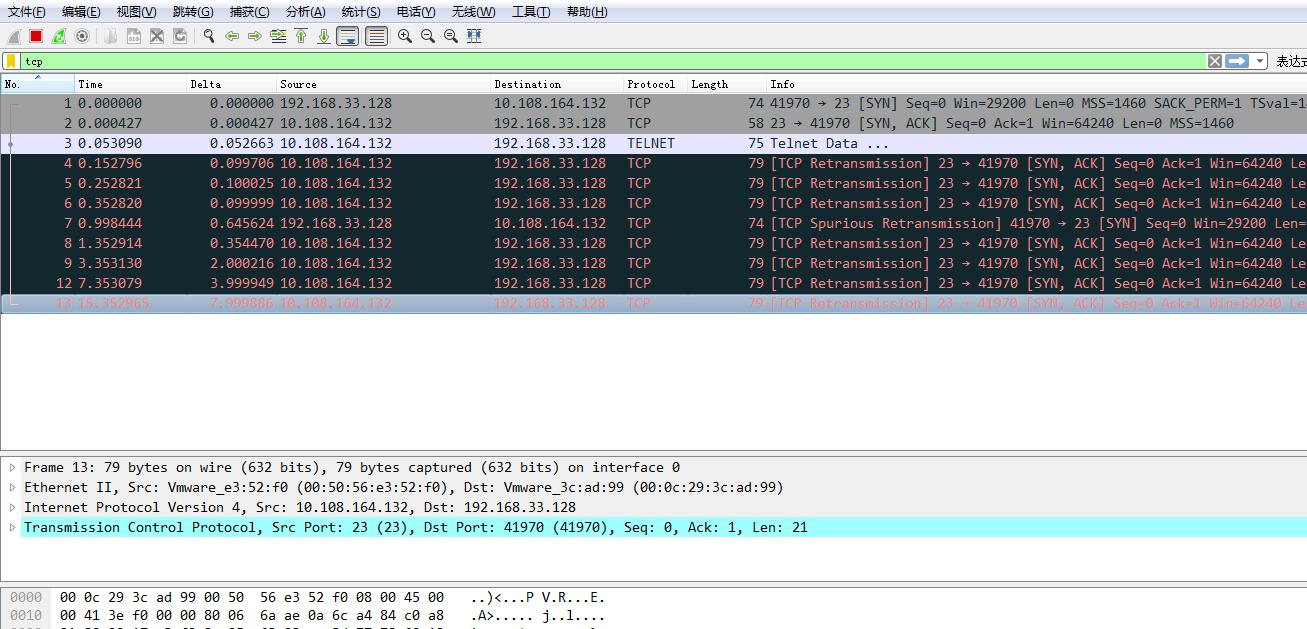 文件(F) 编辑(E) 视图(V) 跳转(G) 捕获(C) 分析(A) 统计(S) 电话(Y) 无线(W) 工具(T) 帮助(H)
tcp 表达式
No. Time Delta Source Destination Protocol Length Info
1 0.000000 0.000000 192.168.33.128 10.108.164.132 TCP 74 41970 → 23 [SYN] Seq=0 Win=29200 Len=0 MSS=1460 SACK_PERM=1 TSval=1
2 0.000427 0.000427 10.108.164.132 192.168.33.128 TCP 58 23 → 41970 [SYN, ACK] Seq=0 Ack=1 Win=64240 Len=0 MSS=1460
3 0.053090 0.052663 10.108.164.132 192.168.33.128 TELNET 75 Telnet Data ...
4 0.152796 0.099706 10.108.164.132 192.168.33.128 TCP 79 [TCP Retransmission] 23 → 41970 [SYN, ACK] Seq=0 Ack=1 Win=64240 Le
5 0.252821 0.100025 10.108.164.132 192.168.33.128 TCP 79 [TCP Retransmission] 23 → 41970 [SYN, ACK] Seq=0 Ack=1 Win=64240 Le
6 0.352820 0.099999 10.108.164.132 192.168.33.128 TCP 79 [TCP Retransmission] 23 → 41970 [SYN, ACK] Seq=0 Ack=1 Win=64240 Le
7 0.998444 0.645624 192.168.33.128 10.108.164.132 TCP 74 [TCP Spurious Retransmission] 41970 → 23 [SYN] Seq=0 Win=29200 Len=
8 1.352914 0.354470 10.108.164.132 192.168.33.128 TCP 79 [TCP Retransmission] 23 → 41970 [SYN, ACK] Seq=0 Ack=1 Win=64240 Le
9 3.353130 2.000216 10.108.164.132 192.168.33.128 TCP 79 [TCP Retransmission] 23 → 41970 [SYN, ACK] Seq=0 Ack=1 Win=64240 Le
12 7.353079 3.999949 10.108.164.132 192.168.33.128 TCP 79 [TCP Retransmission] 23 → 41970 [SYN, ACK] Seq=0 Ack=1 Win=64240 Le
13 15.352965 7.999886 10.108.164.132 192.168.33.128 TCP 79 [TCP Retransmission] 23 → 41970 [SYN, ACK] Seq=0 Ack=1 Win=64240 Le
Frame 13: 79 bytes on wire (632 bits), 79 bytes captured (632 bits) on interface 0
Ethernet II, Src: Vmware_e3:52:f0 (00:50:56:e3:52:f0), Dst: Vmware_3c:ad:99 (00:0c:29:3c:ad:99)
Internet Protocol Version 4, Src: 10.108.164.132, Dst: 192.168.33.128
Transmission Control Protocol, Src Port: 23 (23), Dst Port: 41970 (41970), Seq: 0, Ack: 1, Len: 21
0000 00 0c 29 3c ad 99 00 50 56 e3 52 f0 08 00 45 00 ..)<...P V.R...E.
0010 00 41 3e f0 00 00 80 06 6a ae 0a 6c a4 84 c0 a8 .A>..... j..l....